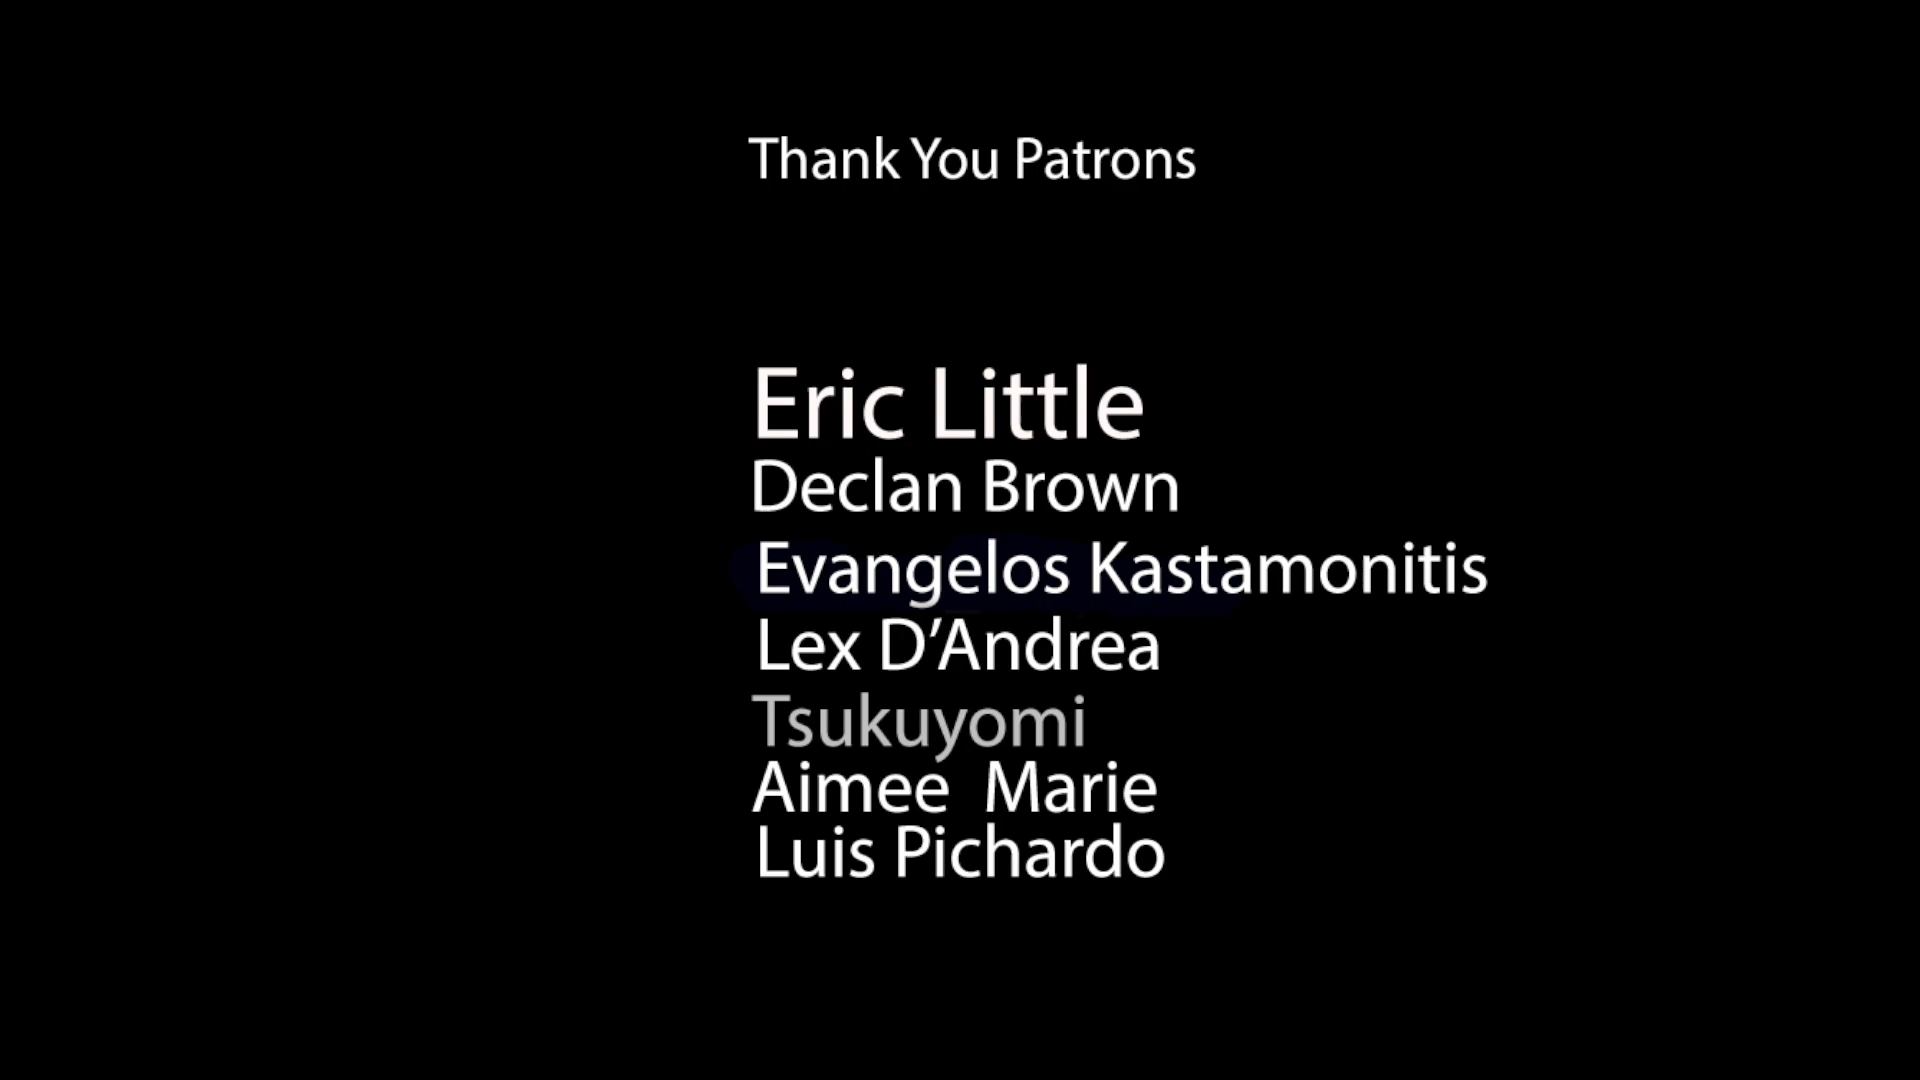 Thank You Patrons
Eric Little
Declan Brown
Evangelos Kastamonitis
Lex D’Andrea
Tsukuyomi
Aimee  Marie
Luis Pichardo